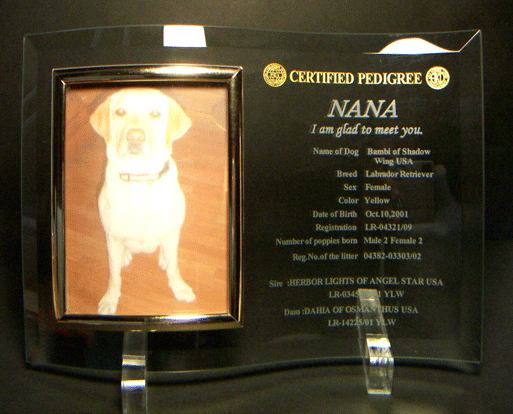 CERTIFIED PEDIGREE
NANA
I am glad to meet you.
Name of Dog Bambi of Shadow
Wing USA
Breed Labrador Retriever
Sex Female
Color Yellow
Date of Birth Oct.10,2001
Registration LR-04321/09
Number of poppies born Male 2 Female 2
Reg.No.of the litter 04382-03303/02
Sire :HERBOR LIGHTS OF ANGEL STAR USA
YLW
Dam :DAHIA OF OSMANTHUS USA
LR-14225/01 YLW